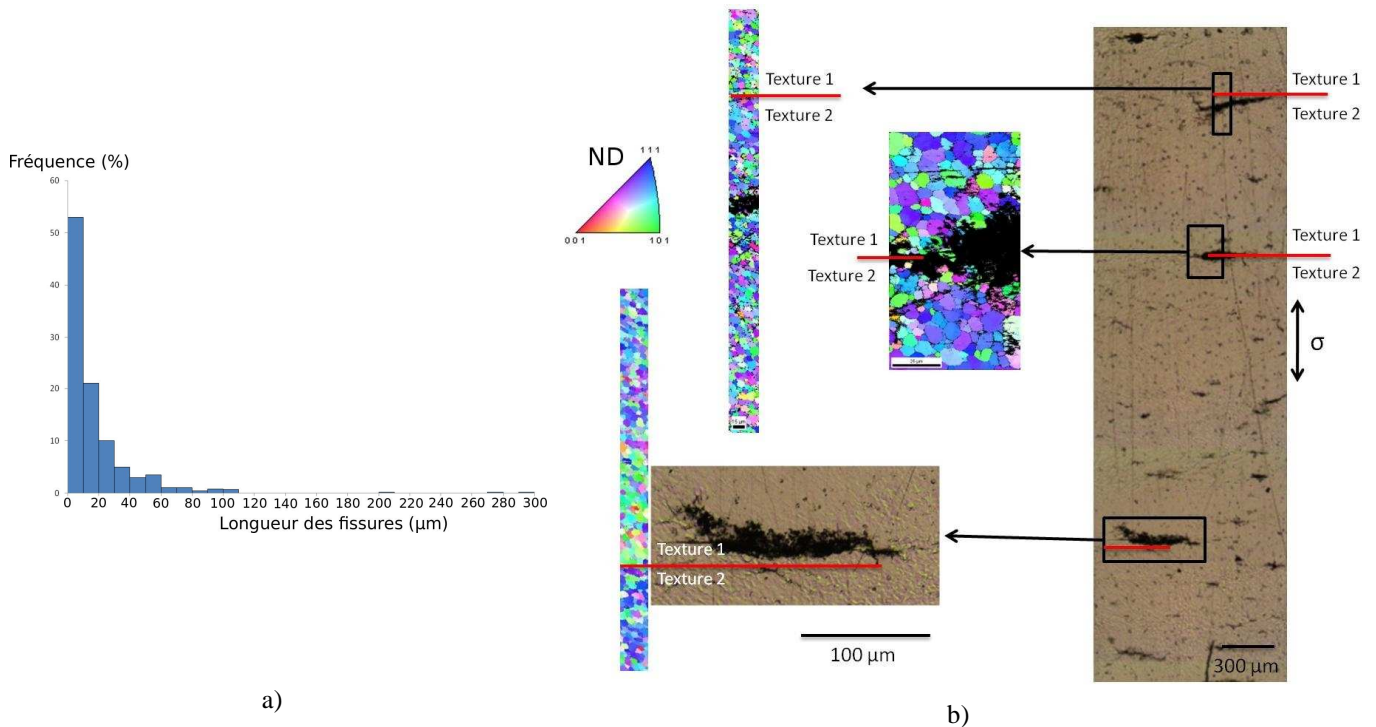 Fréquence (%)
60
50
40
30
20
10
0
0 20 40 60 80 100 120 140 160 180 200 220 240 260 280 300
Longueur des fissures (µm)
a)
ND
111
001
101
Texture 1
Texture 2
Texture 1
Texture 2
Texture 1
Texture 2
Texture 1
Texture 2
σ
Texture 1
Texture 2
100 µm
300 µm
b)